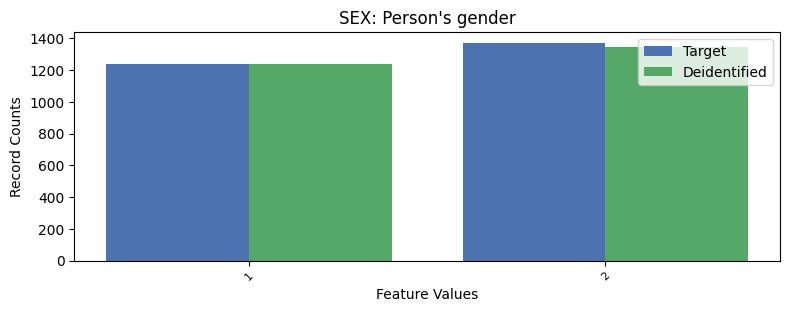 SEX: Person's gender
Record Counts
1400
1200
1000
800
600
400
200
0
Target
Deidentified
1
2
Feature Values